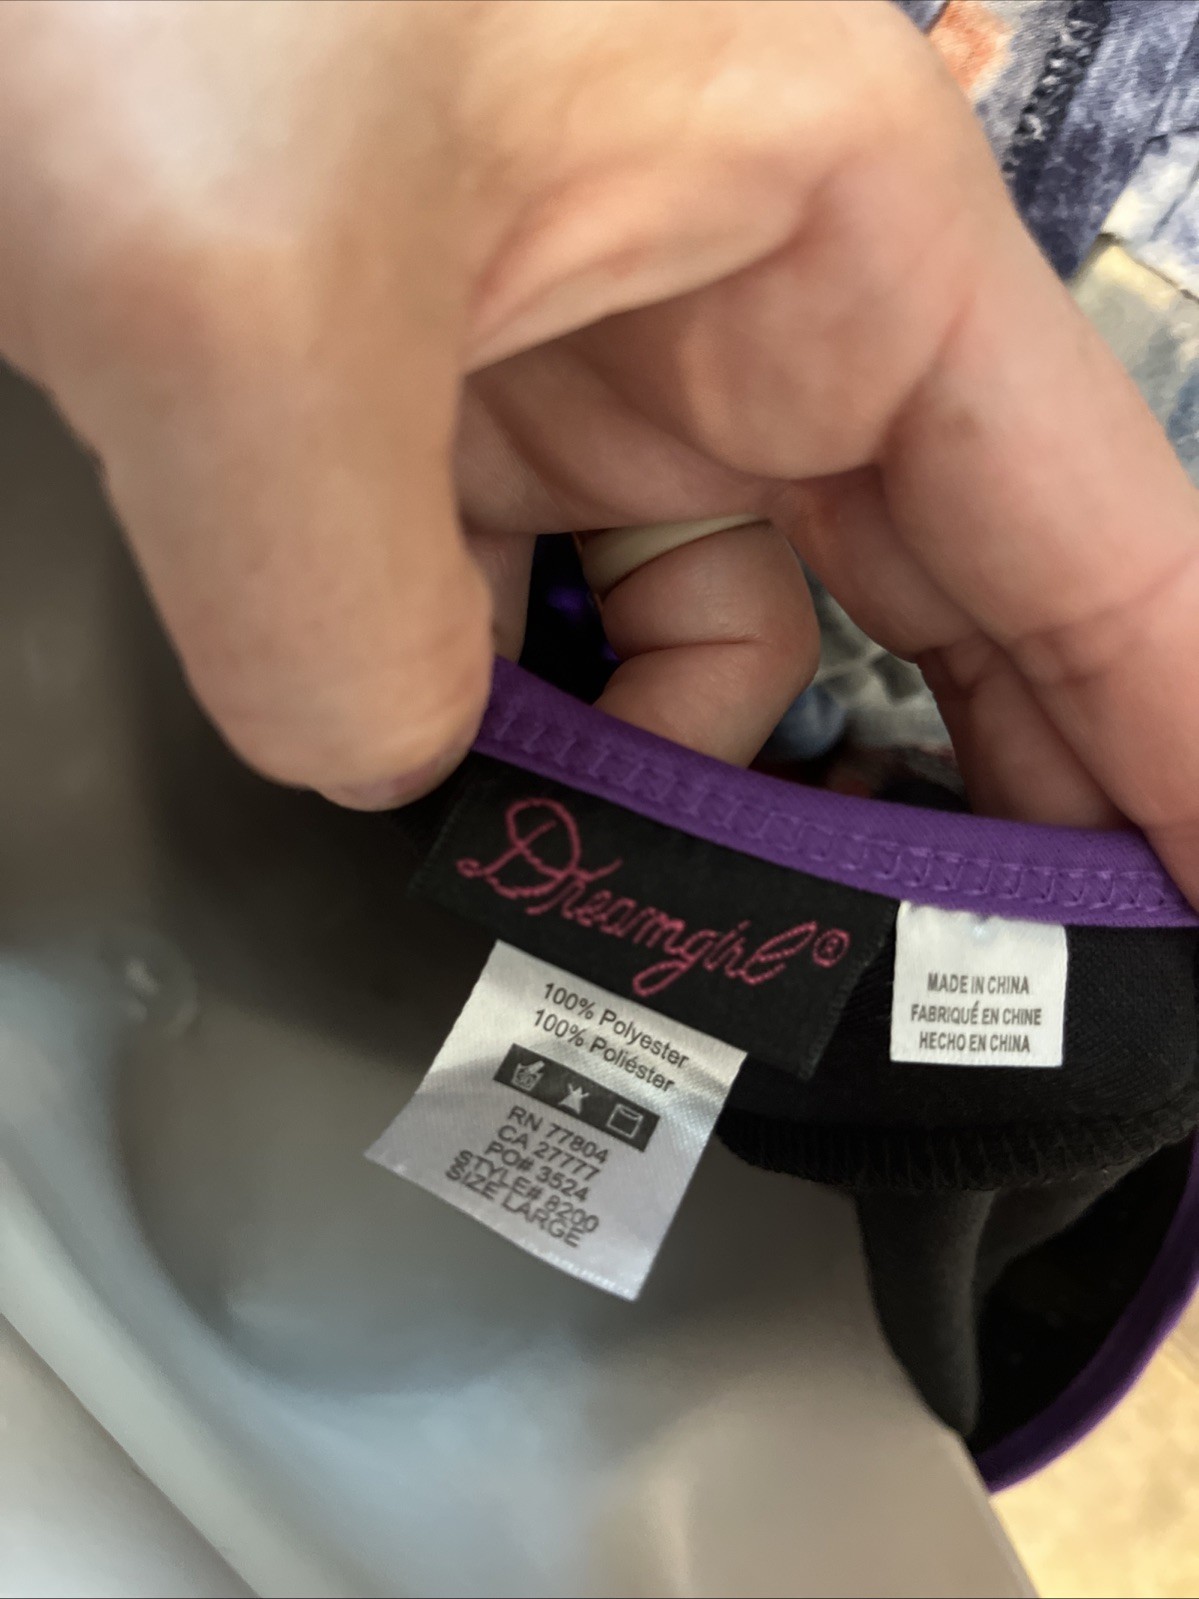 Dreamgirl®
100% Polyester
100% Poliéster
RN 77804
CA 27777
PO# 3524
STYLE# 8200
SIZE LARGE
MADE IN CHINA
FABRIQUÉ EN CHINE
HECHO EN CHINA